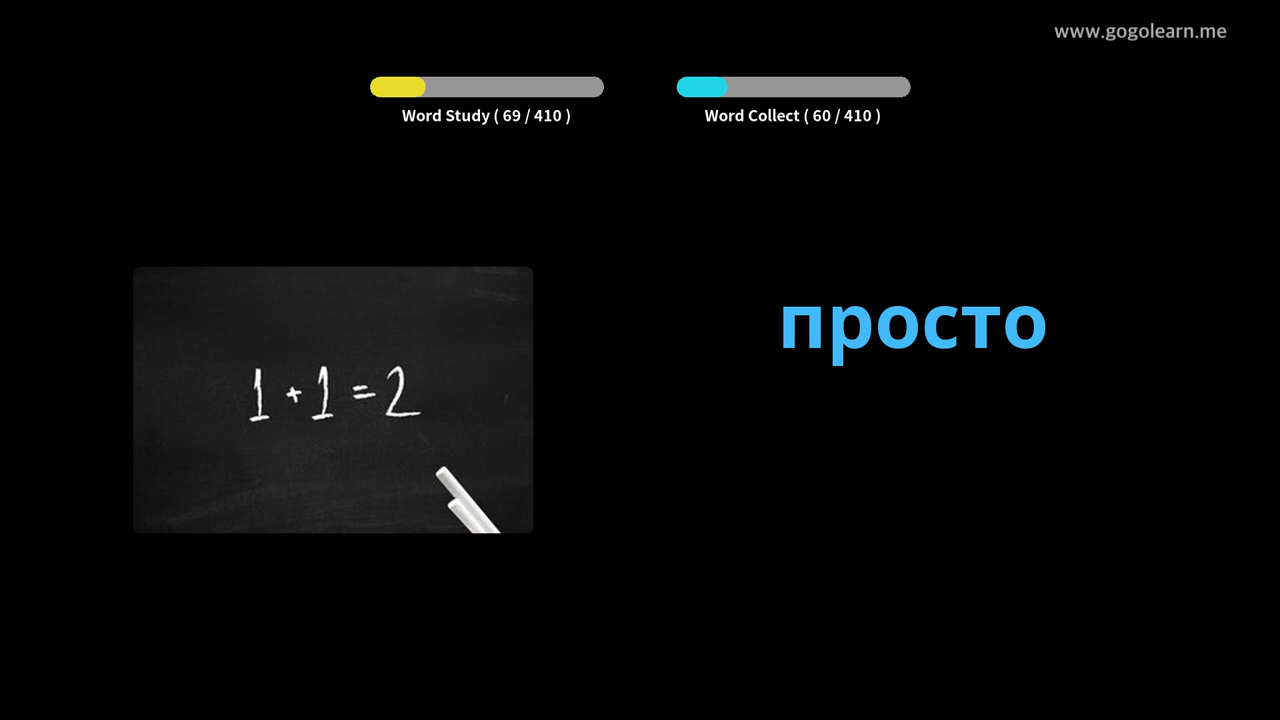 www.gogolearn.me
Word Study ( 69 / 410 )
Word Collect ( 60 / 410 )
просто
1 + 1 = 2